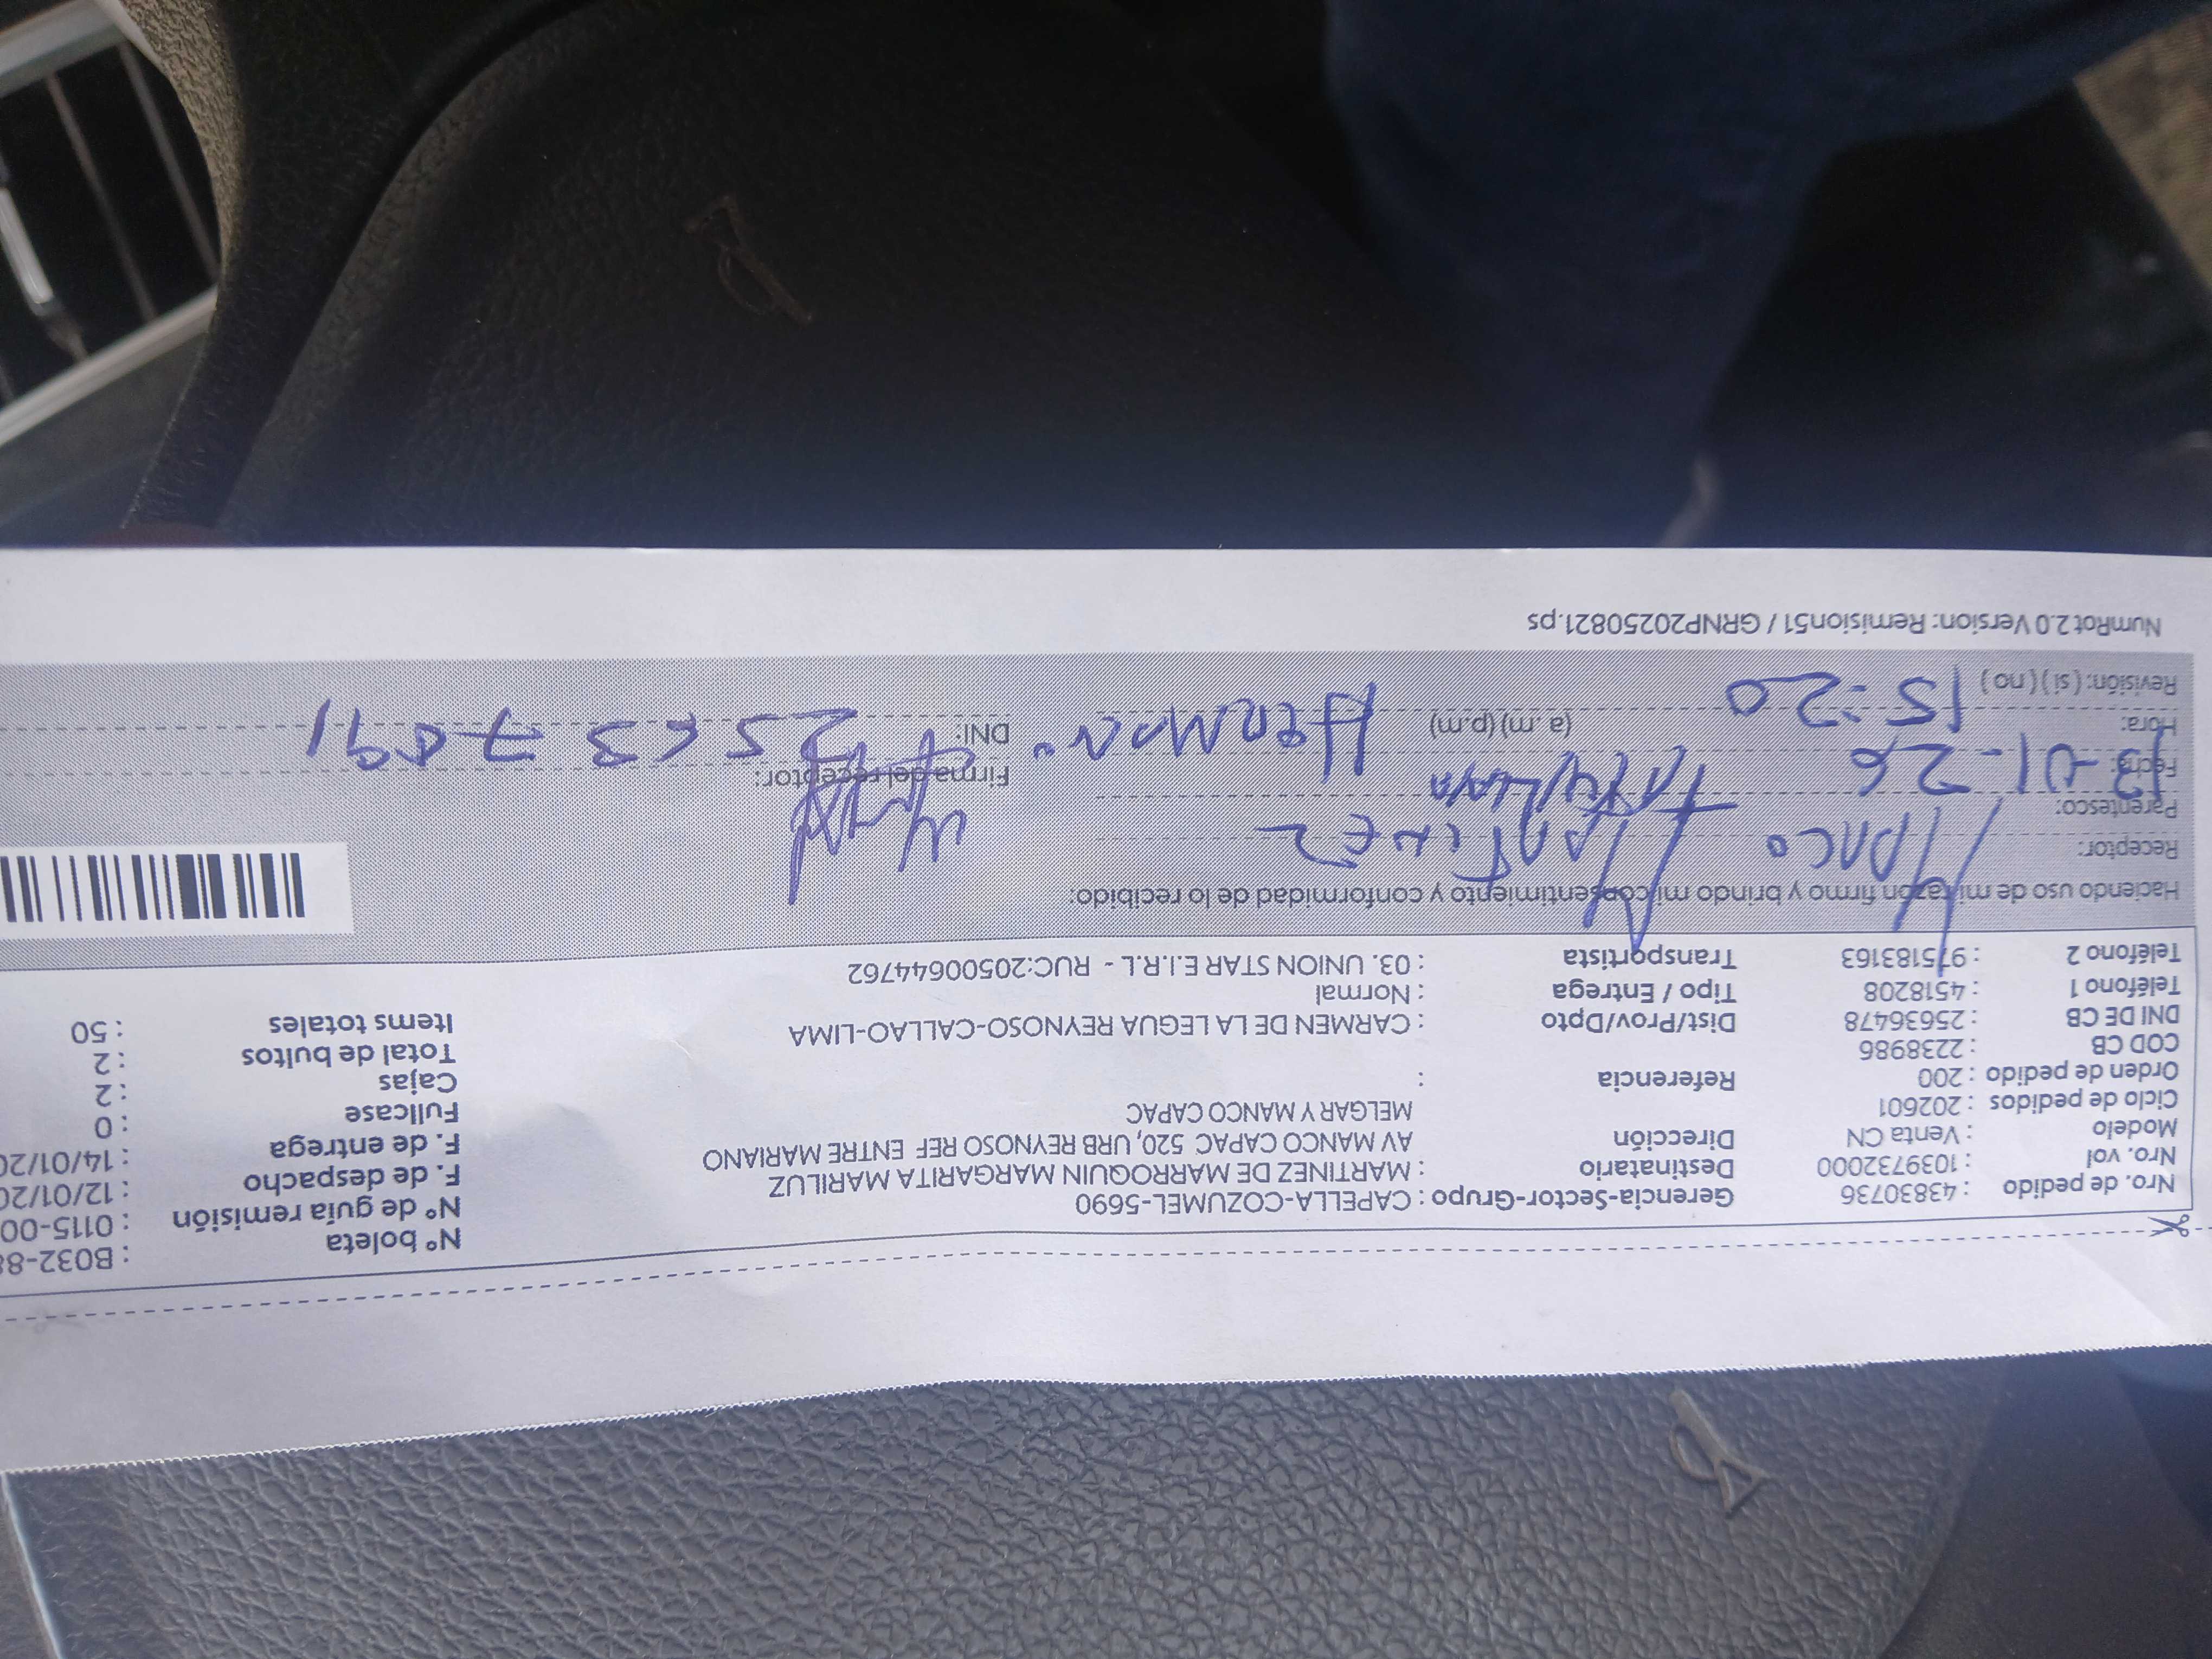 Nro. de pedido : 43830736 Gerencia-Sector-Grupo : CAPELLA-COZUMEL-5690 N° boleta : B032-8
Nro. vol : 1039732000 Destinatario : MARTINEZ DE MARROQUIN MARGARITA MARILUZ N° de guía remisión : 0115-00
Modelo : Venta CN Dirección AV MANCO CAPAC 520, URB REYNOSO REF ENTRE MARIANO F. de despacho : 12/01/20
Ciclo de pedidos : 202601 MELGAR Y MANCO CAPAC F. de entrega : 14/01/20
Orden de pedido : 200 Referencia : Fullcase : 0
COD CB : 2238986 Cajas : 2
DNI DE CB : 25636478 Dist/Prov/Dpto : CARMEN DE LA LEGUA REYNOSO-CALLAO-LIMA Total de bultos : 2
Teléfono 1 : 4518208 Tipo / Entrega : Normal Items totales : 50
Teléfono 2 : 975183163 Transportista : 03. UNION STAR E.I.R.L - RUC:20500644762
Haciendo uso de mi razón firmo y brindo mi consentimiento y conformidad de lo recibido:
Receptor:
Parentesco: Firma del receptor:
Fecha: 13-01-26
Hora: 15:20 (a. m) (p.m) DNI:
Revisión: ( si ) ( no )
NumRot 2.0 Version: Remision51 / GRNP20250821.ps